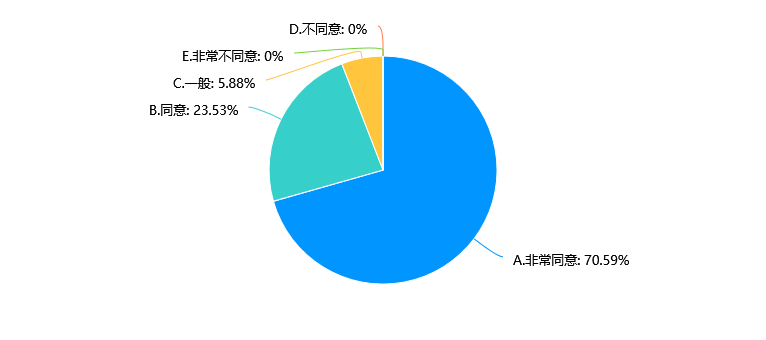 D.不同意: 0%
E.非常不同意: 0%
C.一般: 5.88%
B.同意: 23.53%
A.非常同意: 70.59%